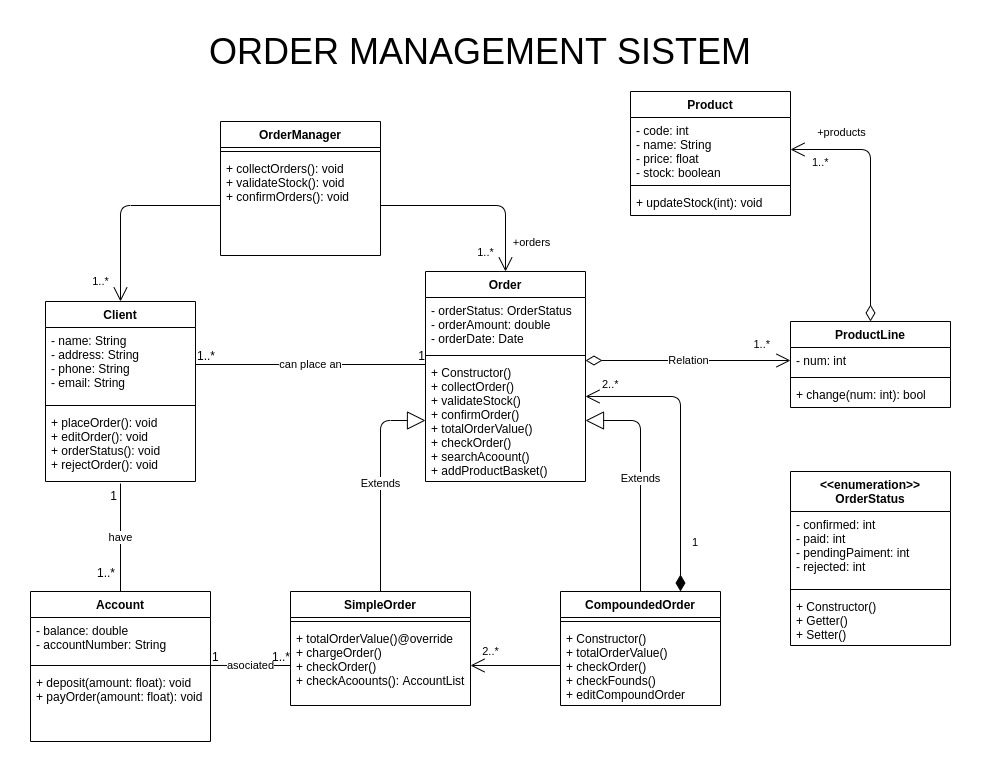 ORDER MANAGEMENT SISTEM
Product
- code: int
- name: String
- price: float
- stock: boolean
+ updateStock(int): void
+products
1..*
OrderManager
+ collectOrders(): void
+ validateStock(): void
+ confirmOrders(): void
1..*
+orders
1..*
Client
- name: String
- address: String
- phone: String
- email: String
+ placeOrder(): void
+ editOrder(): void
+ orderStatus(): void
+ rejectOrder(): void
1..*
can place an
1
Order
- orderStatus: OrderStatus
- orderAmount: double
- orderDate: Date
+ Constructor()
+ collectOrder()
+ validateStock()
+ confirmOrder()
+ totalOrderValue()
+ checkOrder()
+ searchAcoount()
+ addProductBasket()
Relation
1..*
2..*
ProductLine
- num: int
+ change(num: int): bool
Extends
Extends
1
<<enumeration>>
OrderStatus
- confirmed: int
- paid: int
- pendingPaiment: int
- rejected: int
+ Constructor()
+ Getter()
+ Setter()
1
have
1..*
Account
- balance: double
- accountNumber: String
+ deposit(amount: float): void
+ payOrder(amount: float): void
1
asociated
1..*
SimpleOrder
+ totalOrderValue()@override
+ chargeOrder()
+ checkOrder()
+ checkAcoounts(): AccountList
2..*
CompoundedOrder
+ Constructor()
+ totalOrderValue()
+ checkOrder()
+ checkFounds()
+ editCompoundOrder